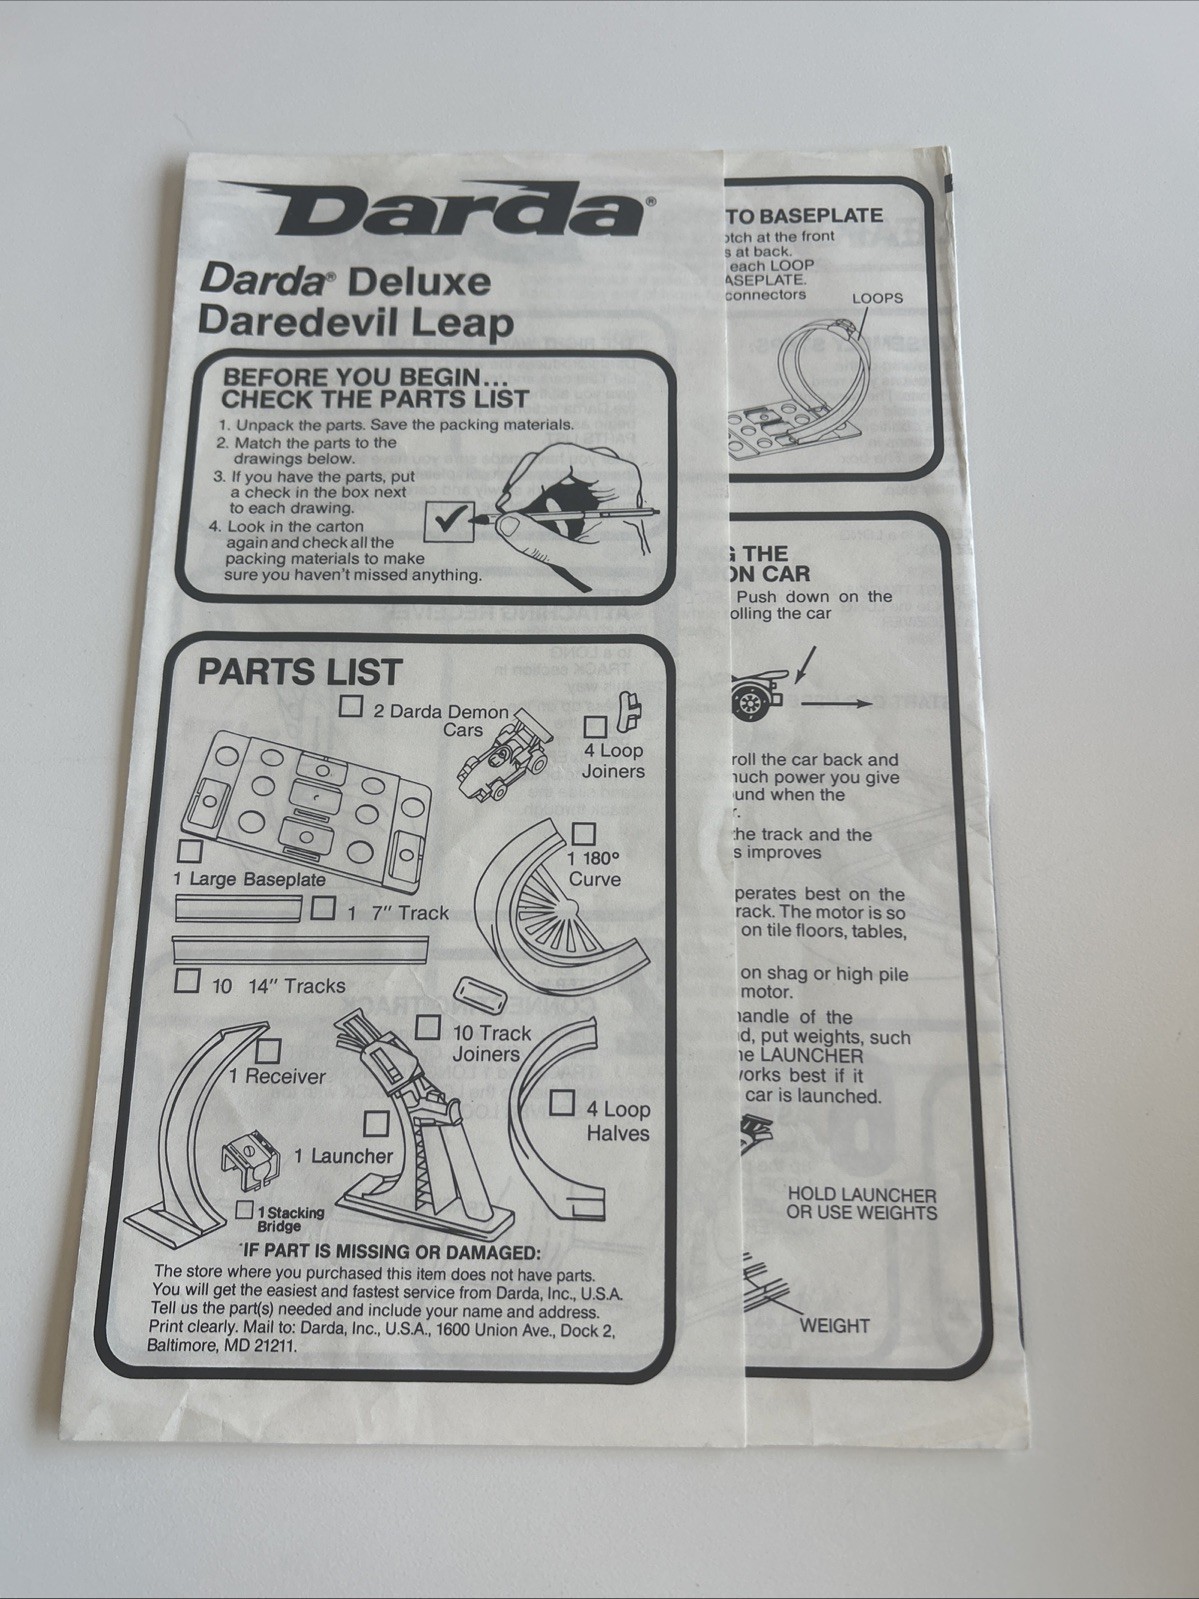 Darda®
Darda® Deluxe
Daredevil Leap
BEFORE YOU BEGIN...
CHECK THE PARTS LIST
1. Unpack the parts. Save the packing materials.
2. Match the parts to the
drawings below.
3. If you have the parts, put
a check in the box next
to each drawing.
4. Look in the carton
again and check all the
packing materials to make
sure you haven't missed anything.
PARTS LIST
2 Darda Demon
Cars
4 Loop
Joiners
1 Large Baseplate
1 180°
Curve
1 7" Track
10 14" Tracks
10 Track
Joiners
1 Receiver
4 Loop
Halves
1 Launcher
1 Stacking
Bridge
*IF PART IS MISSING OR DAMAGED:
The store where you purchased this item does not have parts.
You will get the easiest and fastest service from Darda, Inc., U.S.A.
Tell us the part(s) needed and include your name and address.
Print clearly. Mail to: Darda, Inc., U.S.A., 1600 Union Ave., Dock 2,
Baltimore, MD 21211.
TO BASEPLATE
at the front
at back.
each LOOP
connectors
LOOPS
THE
CAR
Push down on the
the car
roll the car back and
power you give
when the
the track and the
improves
best on the
The motor is so
on tile floors, tables,
on shag or high pile
motor.
of the
put weights, such
LAUNCHER
best if it
car is launched.
HOLD LAUNCHER
OR USE WEIGHTS
WEIGHT